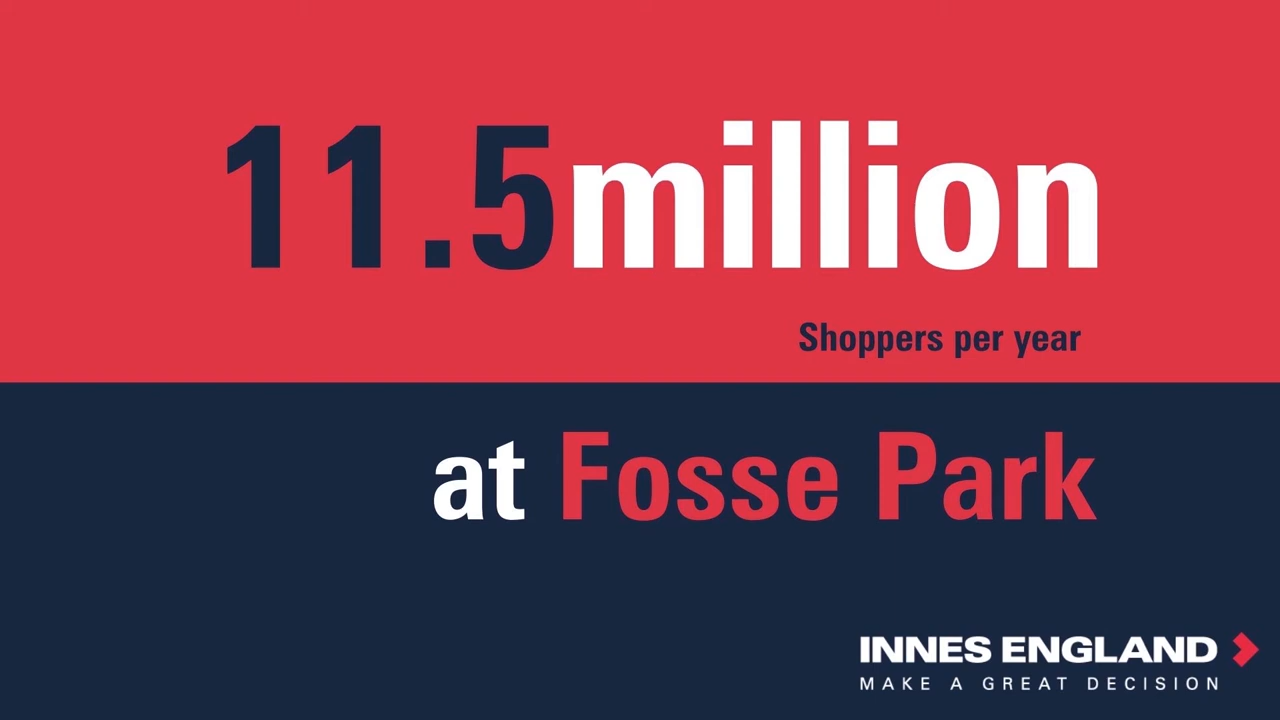 11.5million
Shoppers per year
at Fosse Park
INNES ENGLAND
MAKE A GREAT DECISION